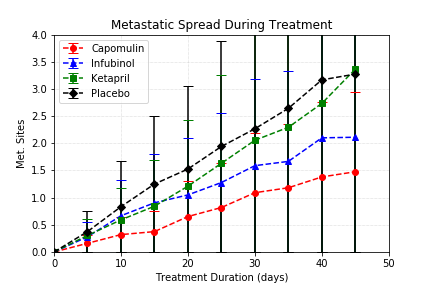 Metastatic Spread During Treatment
Capomulin
Infubinol
Ketapril
Placebo
Met. Sites
4.0
3.5
3.0
2.5
2.0
1.5
1.0
0.5
0.0
0 10 20 30 40 50
Treatment Duration (days)